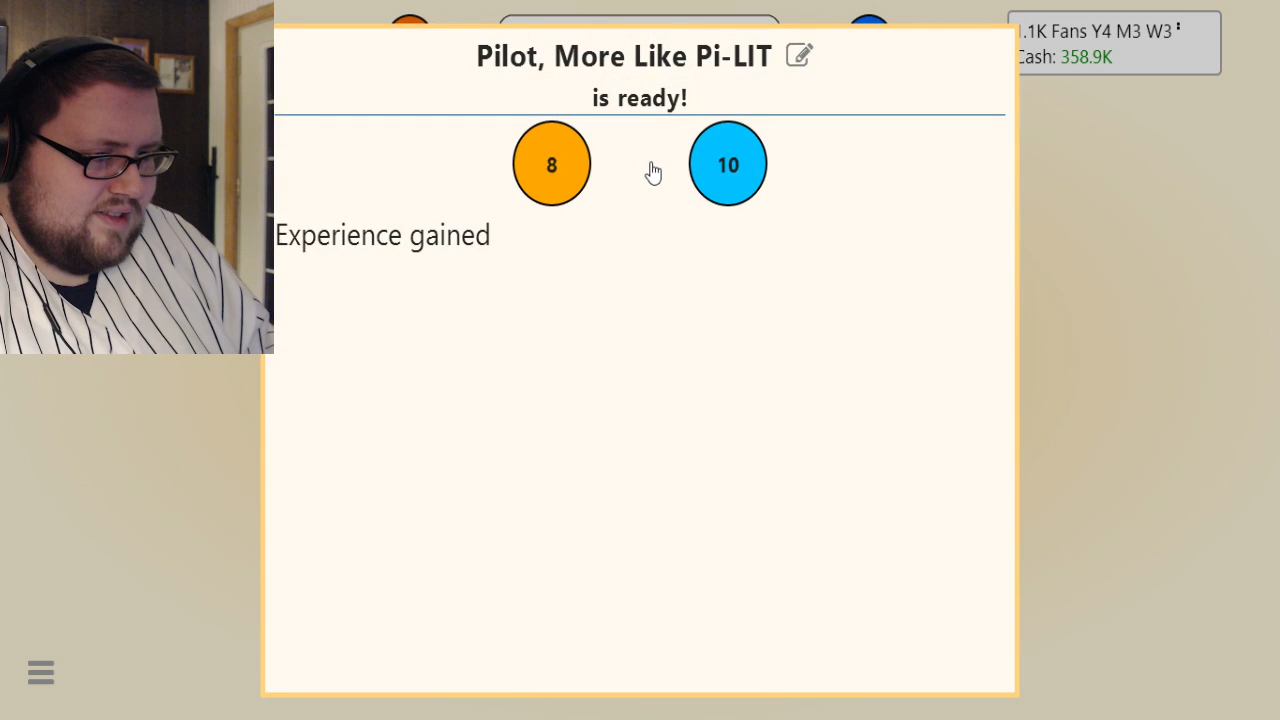 Pilot, More Like Pi-LIT
is ready!
8
10
Experience gained
.1K Fans Y4 M3 W3
Cash: 358.9K